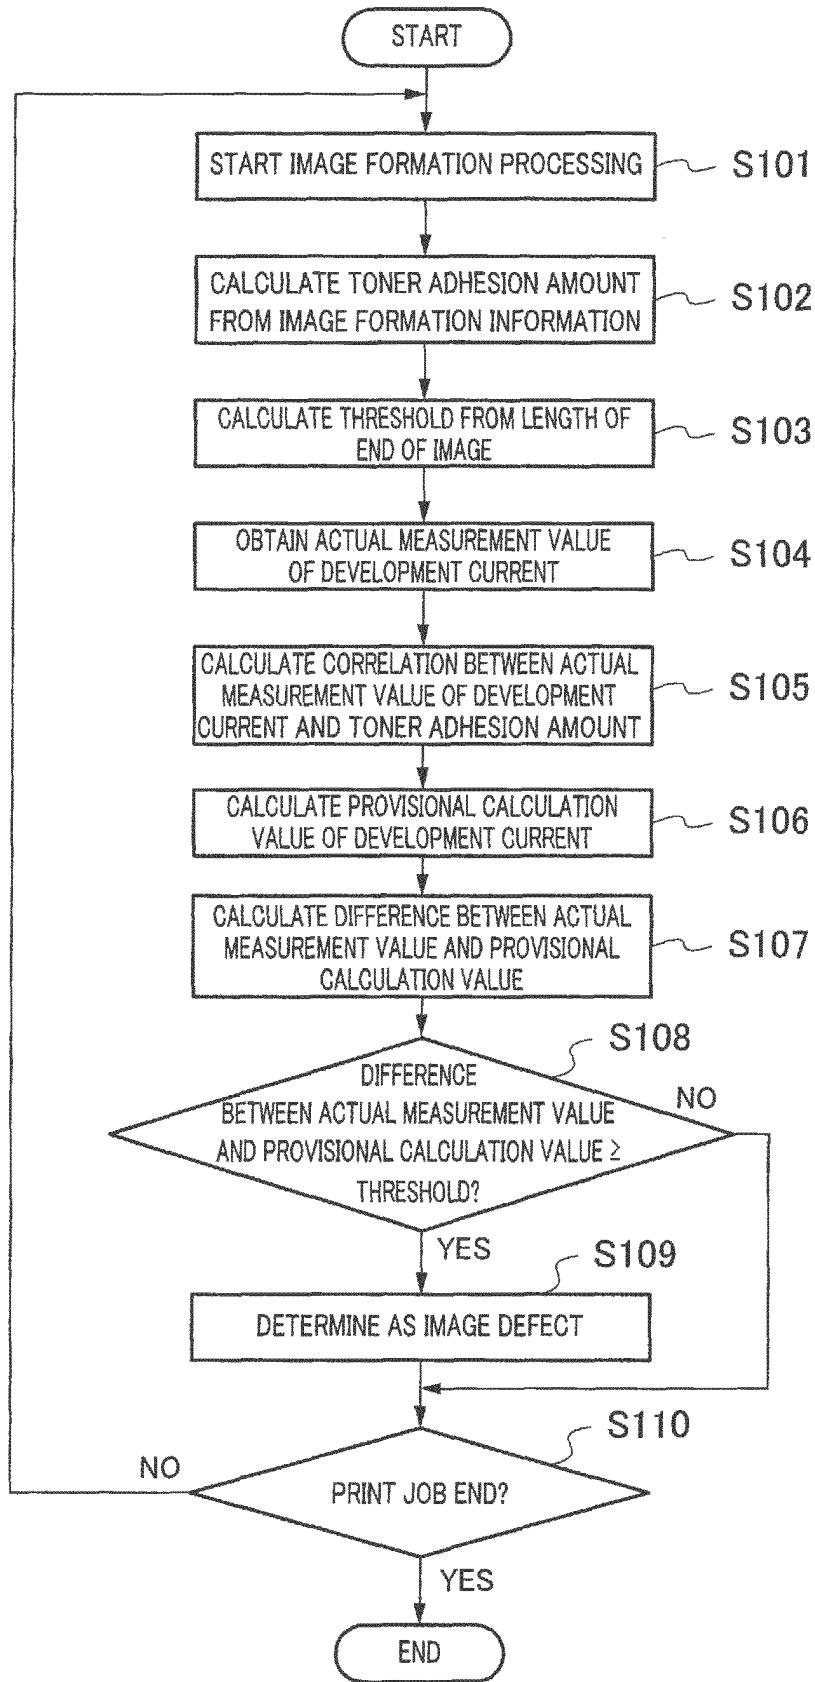 START
START IMAGE FORMATION PROCESSING
S101
CALCULATE TONER ADHESION AMOUNT
FROM IMAGE FORMATION INFORMATION
S102
CALCULATE THRESHOLD FROM LENGTH OF
END OF IMAGE
S103
OBTAIN ACTUAL MEASUREMENT VALUE
OF DEVELOPMENT CURRENT
S104
CALCULATE CORRELATION BETWEEN ACTUAL
MEASUREMENT VALUE OF DEVELOPMENT
CURRENT AND TONER ADHESION AMOUNT
S105
CALCULATE PROVISIONAL CALCULATION
VALUE OF DEVELOPMENT CURRENT
S106
CALCULATE DIFFERENCE BETWEEN ACTUAL
MEASUREMENT VALUE AND PROVISIONAL
CALCULATION VALUE
S107
S108
DIFFERENCE
BETWEEN ACTUAL MEASUREMENT VALUE
AND PROVISIONAL CALCULATION VALUE ≥
THRESHOLD?
NO
YES
S109
DETERMINE AS IMAGE DEFECT
S110
NO
PRINT JOB END?
YES
END